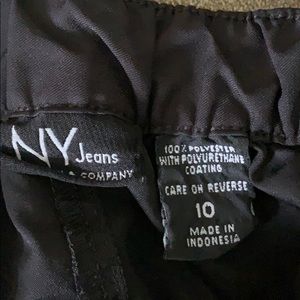 NY Jeans
& COMPANY
100% POLYESTER
WITH POLYURETHANE
COATING
CARE ON REVERSE
10
MADE IN
INDONESIA